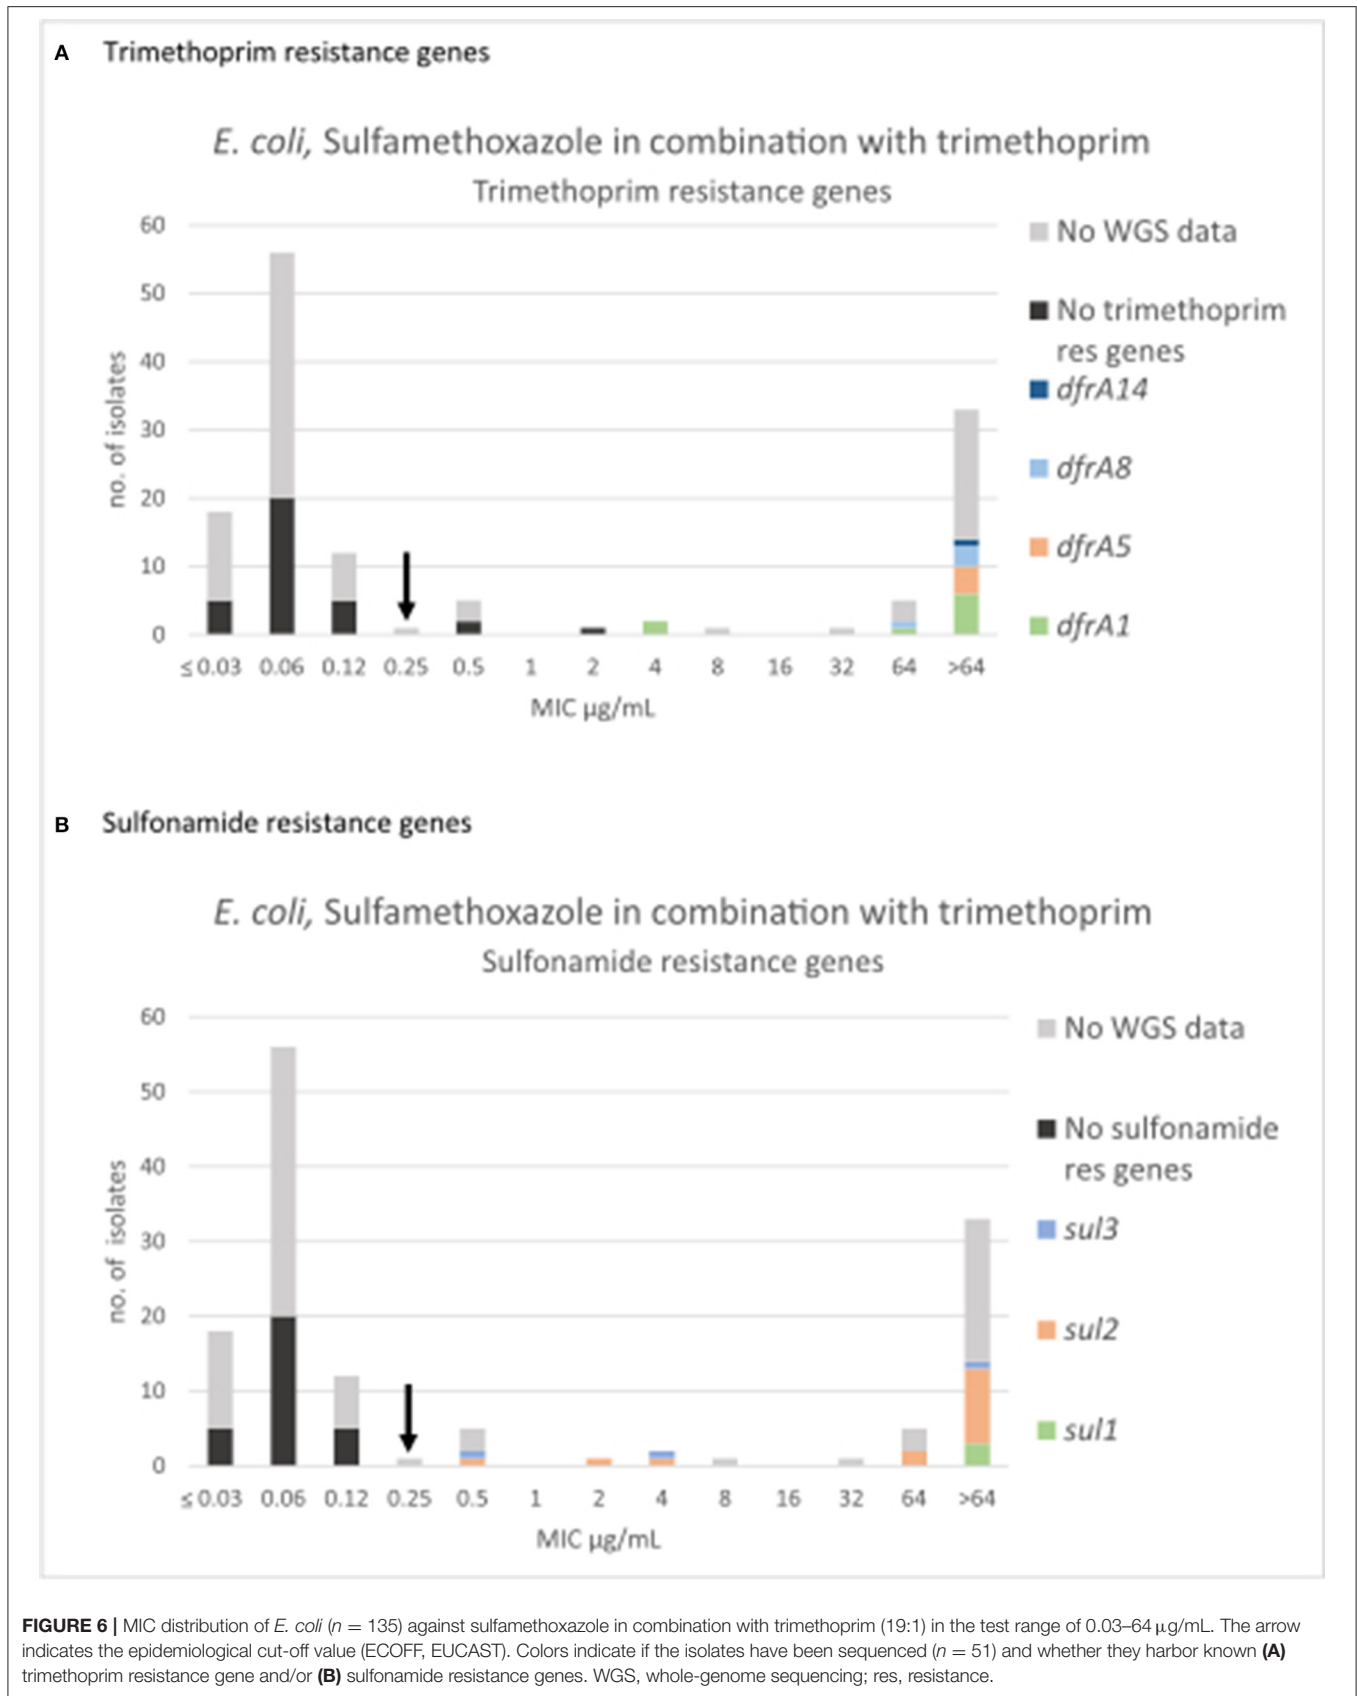 A Trimethoprim resistance genes
E. coli, Sulfamethoxazole in combination with trimethoprim
Trimethoprim resistance genes
60
50
40
30
20
10
0
no. of isolates
≤ 0.03 0.06 0.12 0.25 0.5 1 2 4 8 16 32 64 >64
MIC µg/mL
No WGS data
No trimethoprim
res genes
dfrA14
dfrA8
dfrA5
dfrA1
B Sulfonamide resistance genes
E. coli, Sulfamethoxazole in combination with trimethoprim
Sulfonamide resistance genes
60
50
40
30
20
10
0
no. of isolates
≤ 0.03 0.06 0.12 0.25 0.5 1 2 4 8 16 32 64 >64
MIC µg/mL
No WGS data
No sulfonamide
res genes
sul3
sul2
sul1
FIGURE 6 | MIC distribution of E. coli (n = 135) against sulfamethoxazole in combination with trimethoprim (19:1) in the test range of 0.03–64 µg/mL. The arrow
indicates the epidemiological cut-off value (ECOFF, EUCAST). Colors indicate if the isolates have been sequenced (n = 51) and whether they harbor known (A)
trimethoprim resistance gene and/or (B) sulfonamide resistance genes. WGS, whole-genome sequencing; res, resistance.